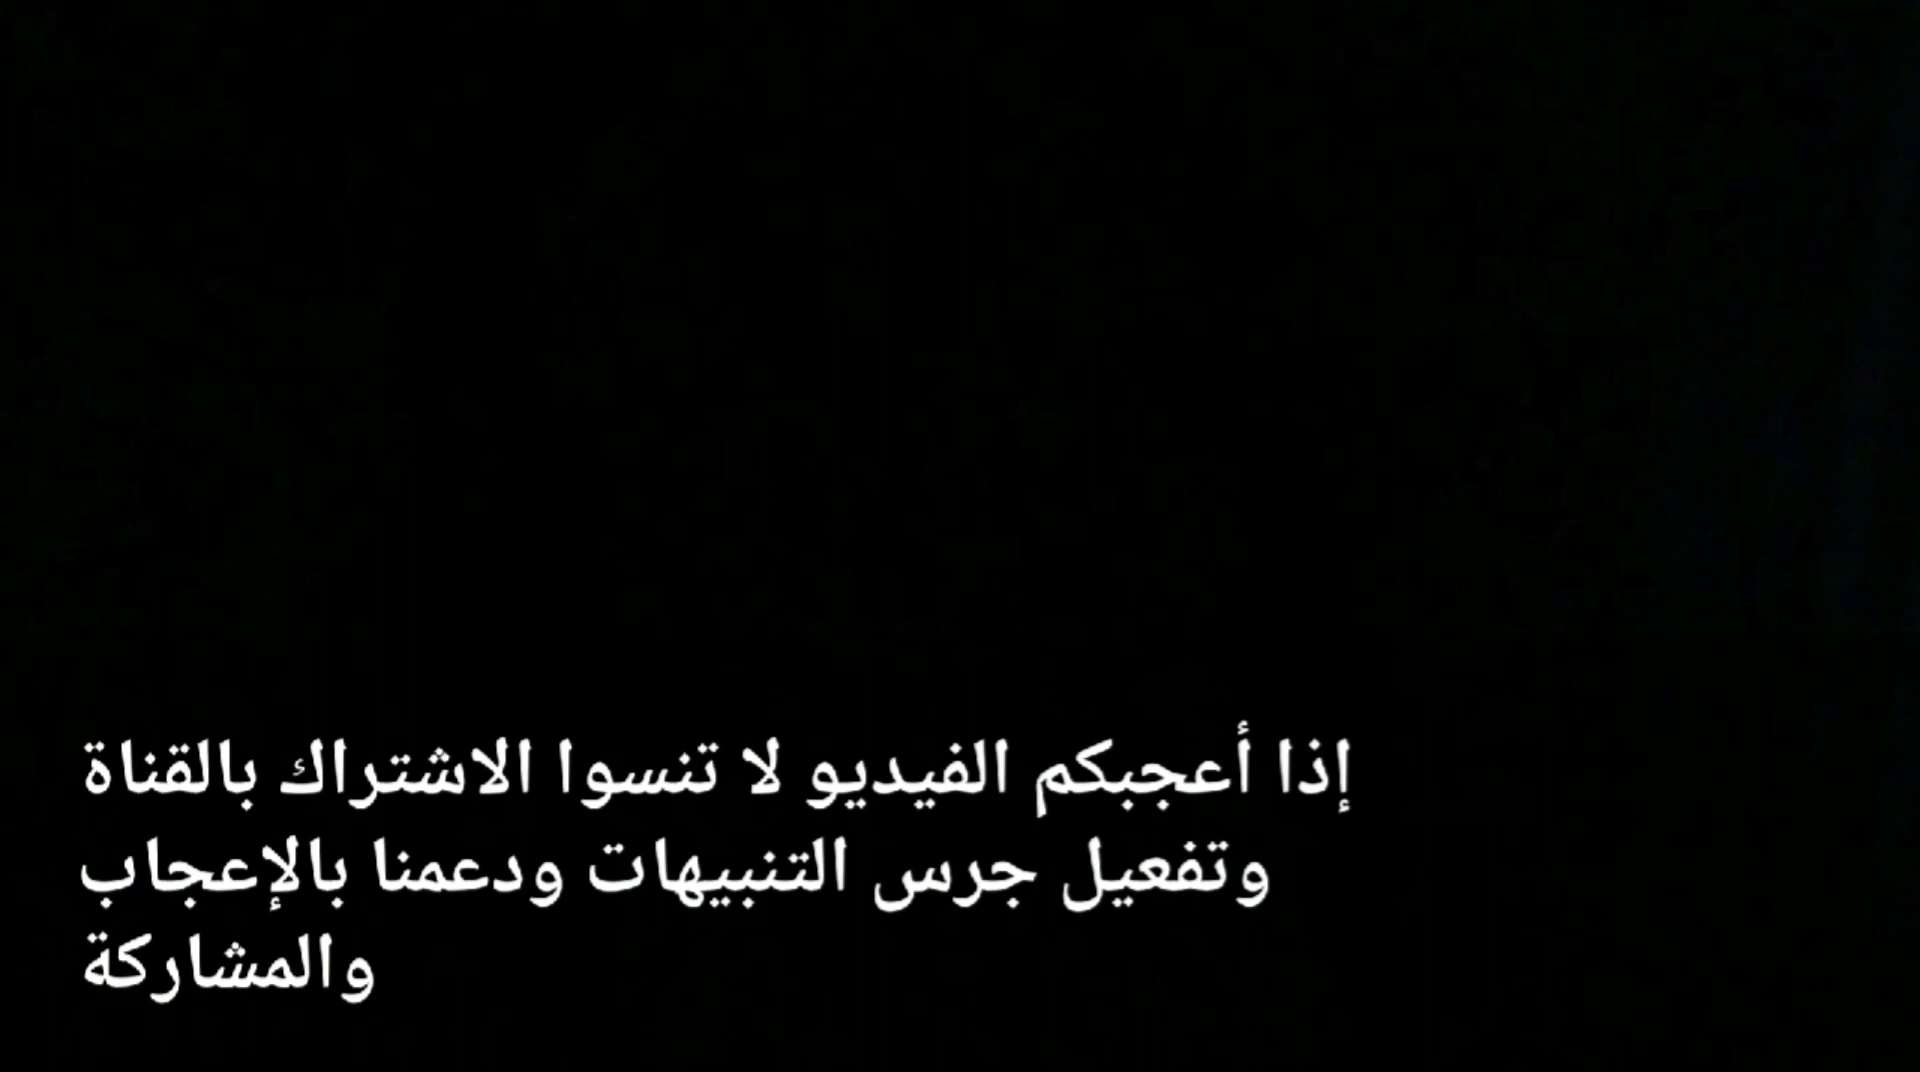 إذا أعجبكم الفيديو لا تنسوا الاشتراك بالقناة
وتفعيل جرس التنبيهات ودعمنا بالإعجاب
والمشاركة